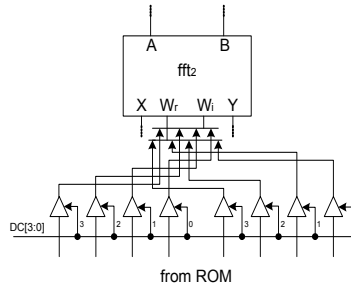 A B
fft2
X Wr Wi Y
DC[3:0] 3 2 1 0 3 2 1
from ROM